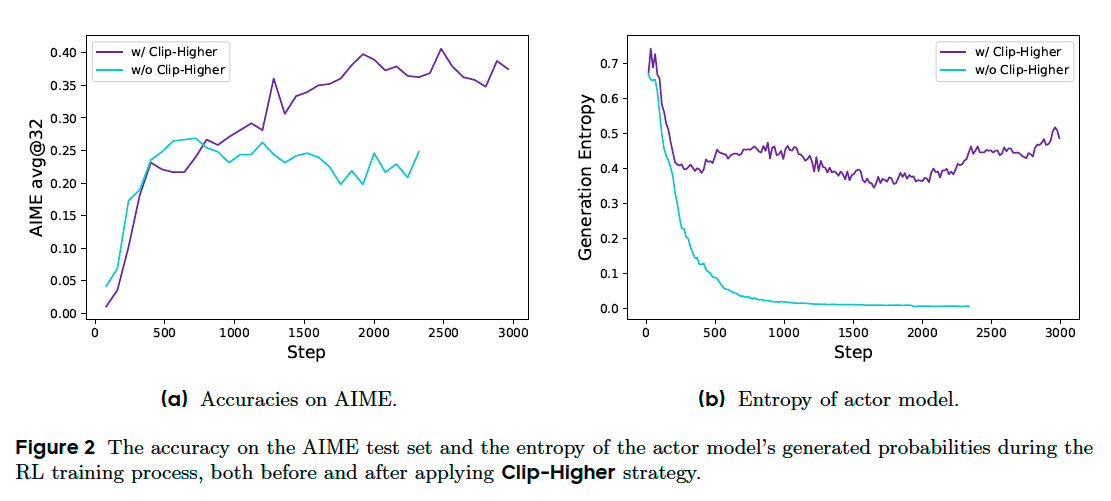 w/ Clip-Higher
w/o Clip-Higher
AIME avg@32
0.40
0.35
0.30
0.25
0.20
0.15
0.10
0.05
0.00
0 500 1000 1500 2000 2500 3000
Step
(a) Accuracies on AIME.
w/ Clip-Higher
w/o Clip-Higher
Generation Entropy
0.7
0.6
0.5
0.4
0.3
0.2
0.1
0.0
0 500 1000 1500 2000 2500 3000
Step
(b) Entropy of actor model.
Figure 2 The accuracy on the AIME test set and the entropy of the actor model's generated probabilities during the
RL training process, both before and after applying Clip-Higher strategy.